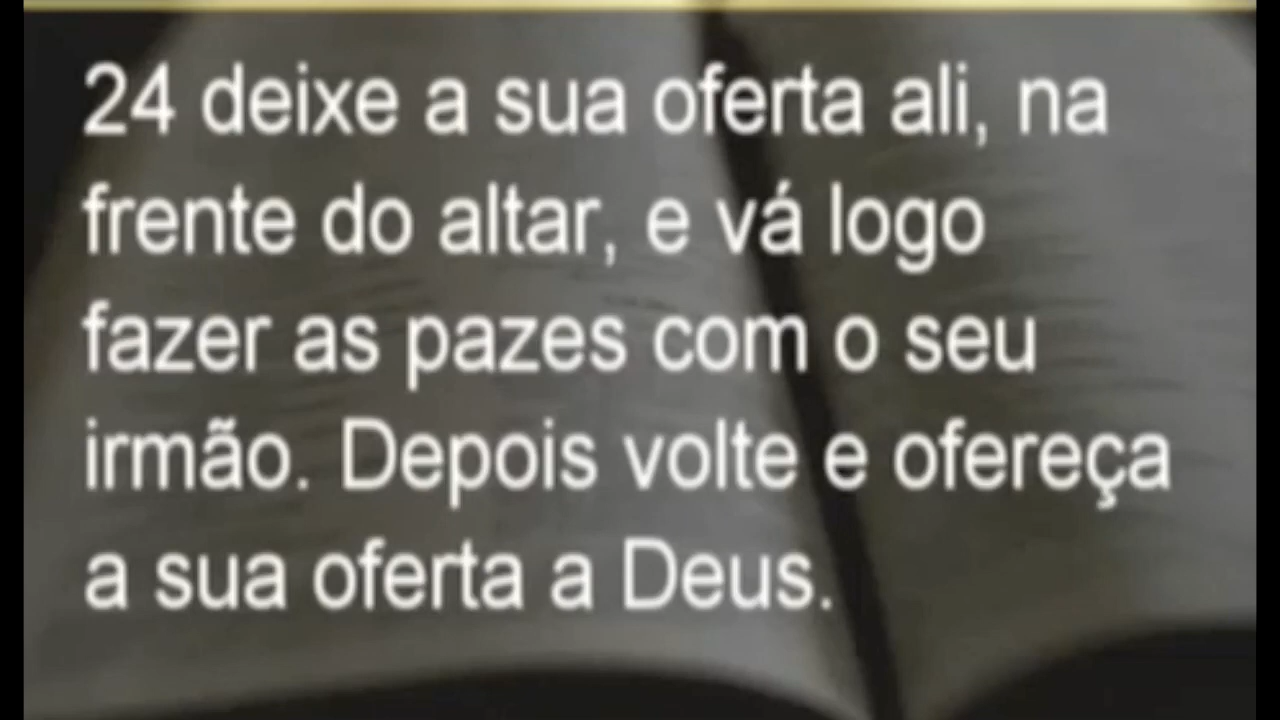 24 deixe a sua oferta ali, na
frente do altar, e vá logo
fazer as pazes com o seu
irmão. Depois volte e ofereça
a sua oferta a Deus.